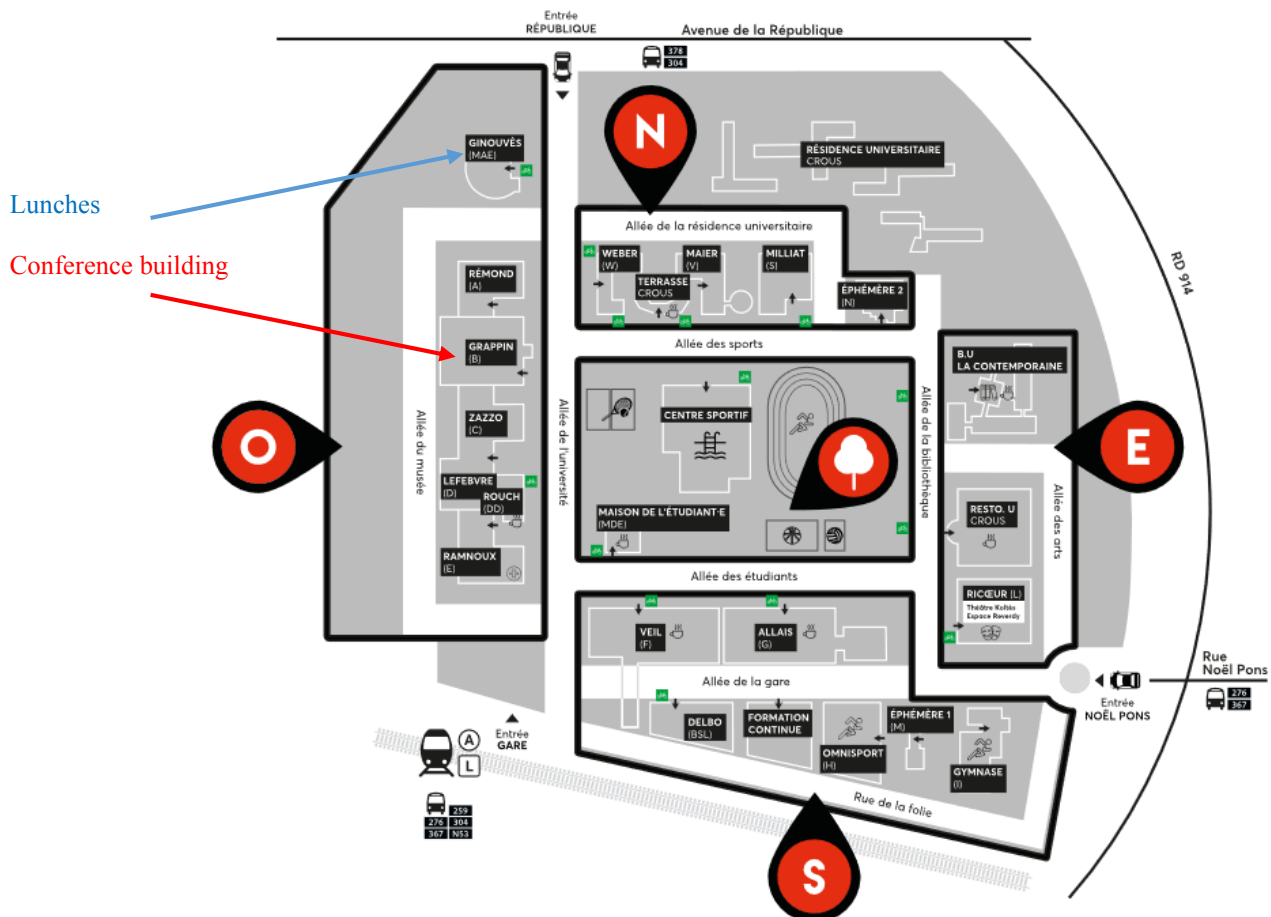 Entrée
RÉPUBLIQUE
Avenue de la République
378
304
N
GINOUVÈS
(MAE)
RÉSIDENCE UNIVERSITAIRE
CROUS
Lunches
Conference building
Allée de la résidence universitaire
WEBER
(W)
MAIER
(V)
MILLIAT
(S)
TERRASSE
CROUS
ÉPHÉMÈRE 2
(N)
RÉMOND
(A)
RD 914
Allée des sports
GRAPPIN
(B)
B.U
LA CONTEMPORAINE
CENTRE SPORTIF
ZAZZO
(C)
Allée du musée
Allée de l'université
Allée de la bibliothèque
O
E
LEFEBVRE
(D)
ROUCH
(DD)
MAISON DE L'ÉTUDIANT·E
(MDE)
RESTO. U
CROUS
Allée des arts
RAMNOUX
(E)
Allée des étudiants
RICŒUR (L)
Théâtre Koltès
Espace Reverdy
VEIL
(F)
ALLAIS
(G)
Rue
Noël Pons
Allée de la gare
276
367
Entrée
NOËL PONS
DELBO
(BSL)
FORMATION
CONTINUE
ÉPHÉMÈRE 1
(M)
OMNISPORT
(H)
GYMNASE
(I)
Entrée
GARE
A
L
Rue de la folie
259
276 304
367 N53
S